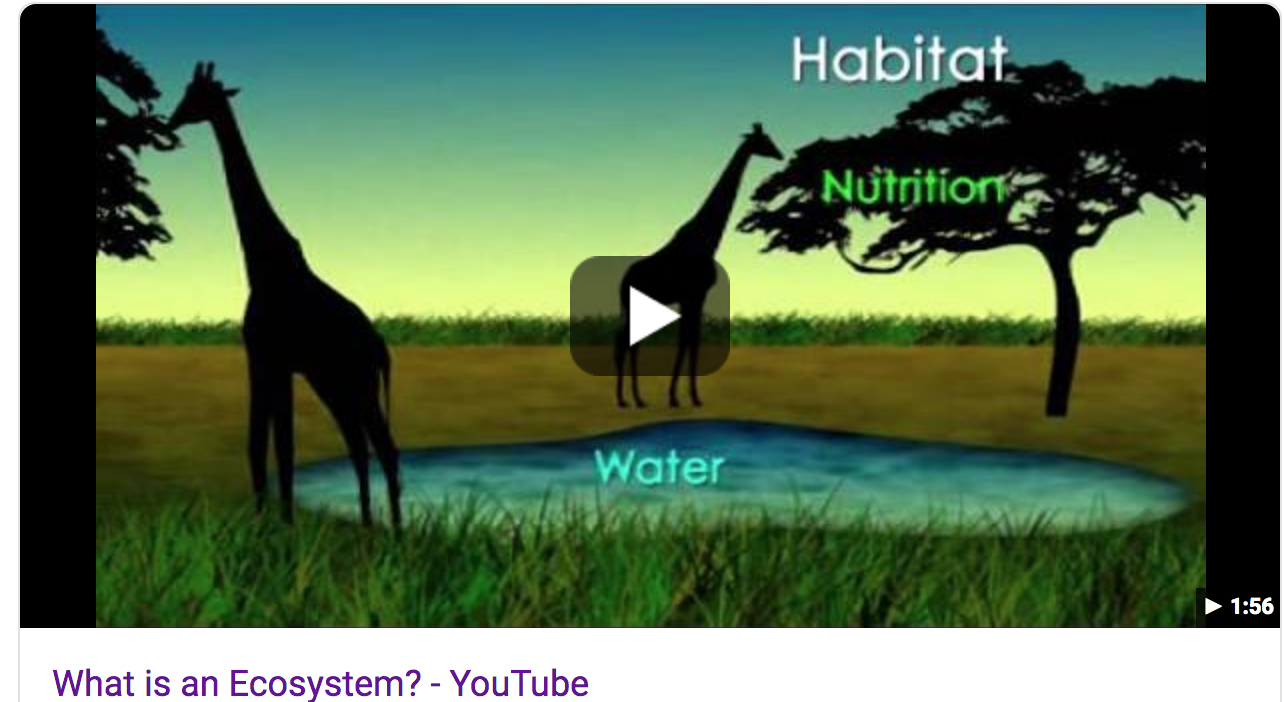 Habitat
Nutrition
Water
1:56
What is an Ecosystem? - YouTube